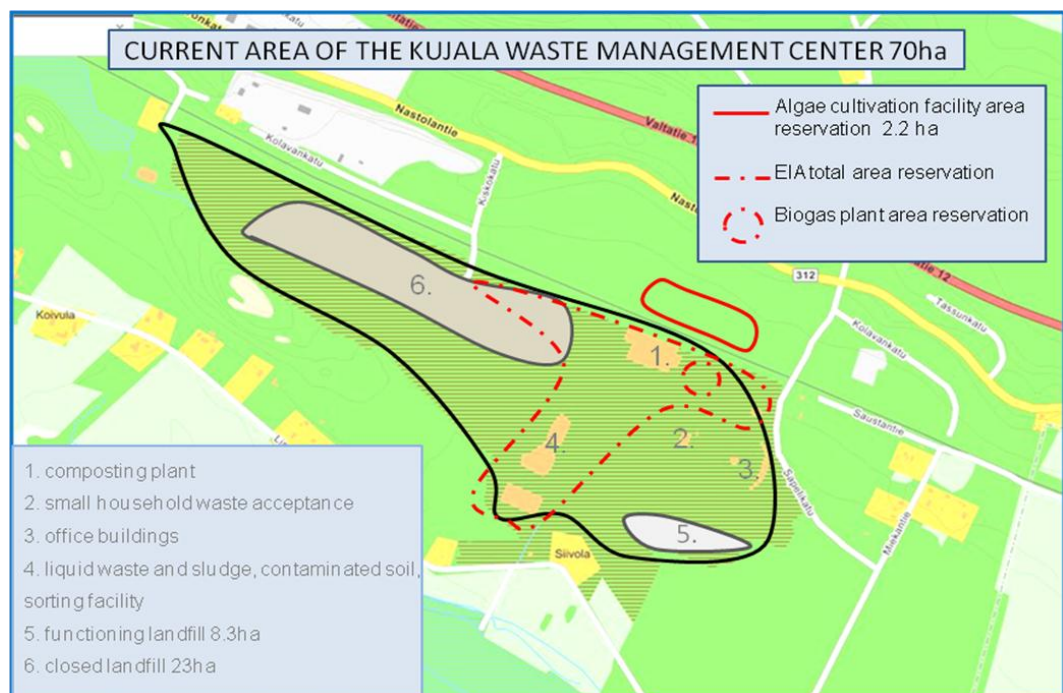 CURRENT AREA OF THE KUJALA WASTE MANAGEMENT CENTER 70ha
Algae cultivation facility area
reservation 2.2 ha
EIA total area reservation
Biogas plant area reservation
Nastolantie
Valtatie
Kolavankatu
Kiskokatu
312
Valtatie 12
Tassunkatu
Kolavankatu
Koivula
Saustantie
Sapelikatu
Miekantie
Siivola
6.
1.
2.
3.
4.
5.
1. composting plant
2. small household waste acceptance
3. office buildings
4. liquid waste and sludge, contaminated soil,
sorting facility
5. functioning landfill 8.3ha
6. closed landfill 23ha